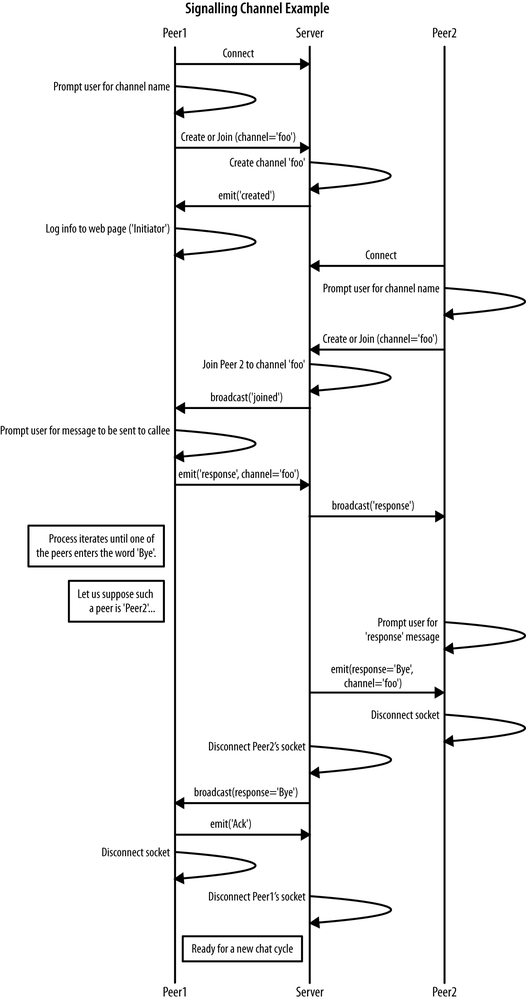 Signalling Channel Example
Peer1 Server Peer2
Connect
Prompt user for channel name
Create or Join (channel='foo')
Create channel 'foo'
emit('created')
Log info to web page ('Initiator')
Connect
Prompt user for channel name
Create or Join (channel='foo')
Join Peer 2 to channel 'foo'
broadcast('joined')
Prompt user for message to be sent to callee
emit('response', channel='foo')
broadcast('response')
Process iterates until one of
the peers enters the word 'Bye'.
Let us suppose such
a peer is 'Peer2'...
Prompt user for
'response' message
emit(response='Bye',
channel='foo')
Disconnect socket
Disconnect Peer2's socket
broadcast(response='Bye')
emit('Ack')
Disconnect socket
Disconnect Peer1's socket
Ready for a new chat cycle
Peer1 Server Peer2